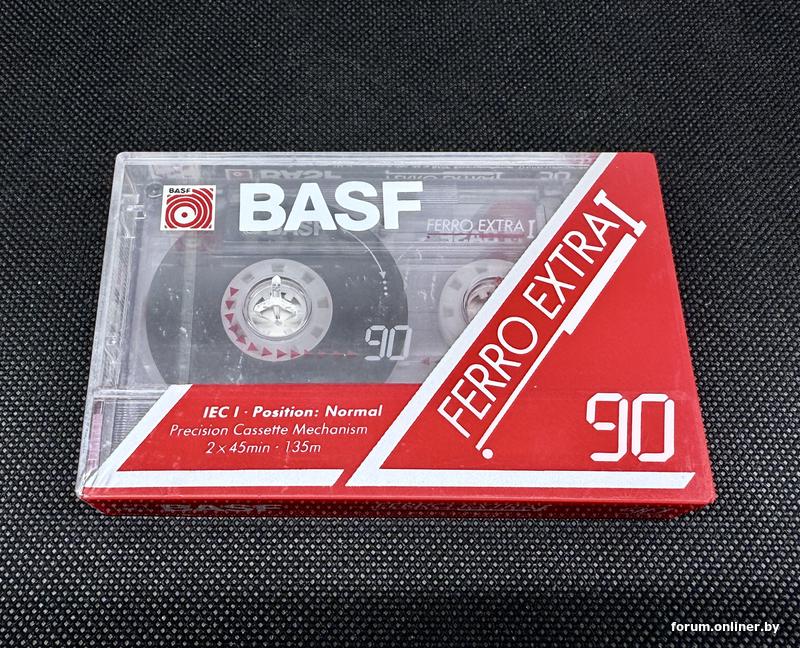 BASF
BASF
FERRO EXTRA I
90
FERRO EXTRA I
IEC I · Position: Normal
Precision Cassette Mechanism
2 x 45min · 135m
90
BASF
forum.onliner.by